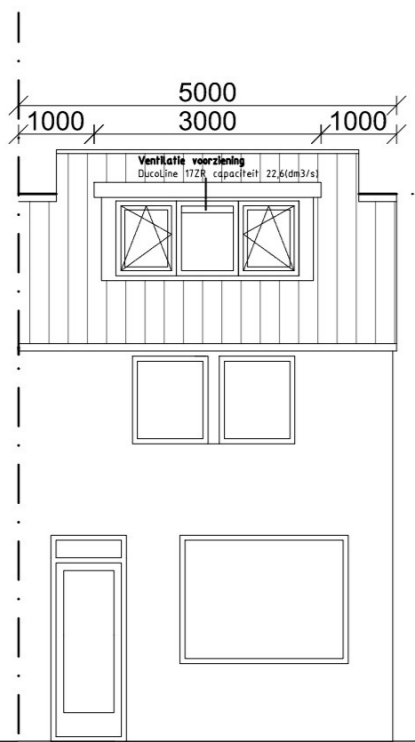 5000
1000 3000 1000
Ventilatie voorziening
DucoLine 17ZR capaciteit 22,6(dm3/s)